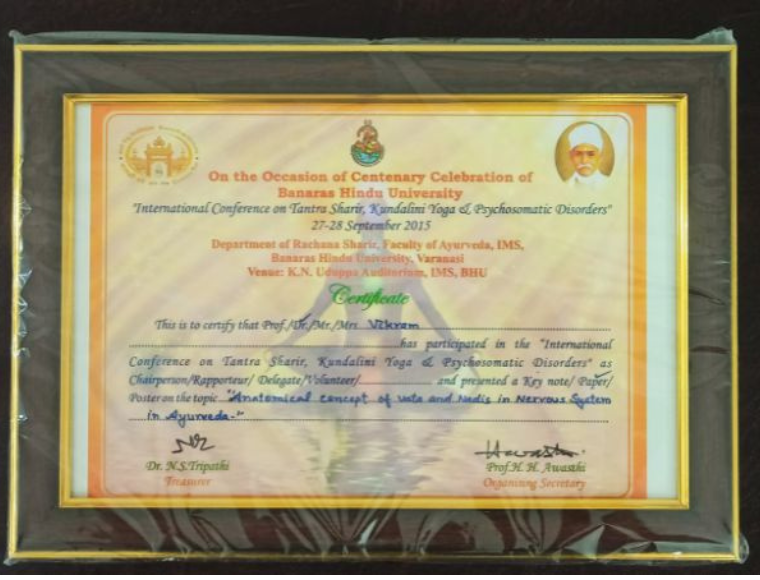 On the Occasion of Centenary Celebration of
Banaras Hindu University
"International Conference on Tantra Sharir, Kundalini Yoga & Psychosomatic Disorders"
27-28 September 2015
Department of Rachana Sharir, Faculty of Ayurveda, IMS,
Banaras Hindu University, Varanasi
Venue: K.N. Uduppa Auditorium, IMS, BHU
Certificate
This is to certify that Prof./Dr./Mr./Mrs Vikram
has participated in the "International
Conference on Tantra Sharir, Kundalini Yoga & Psychosomatic Disorders" as
Chairperson/Rapporteur/ Delegate/Volunteer/ and presented a Key note/ Paper/
Poster on the topic "Anatomical concept of vata and Nadis in Nervous System
in Ayurveda."
Dr. N.S.Tripathi
Prof.H. H. Awasthi
Treasurer
Organizing Secretary